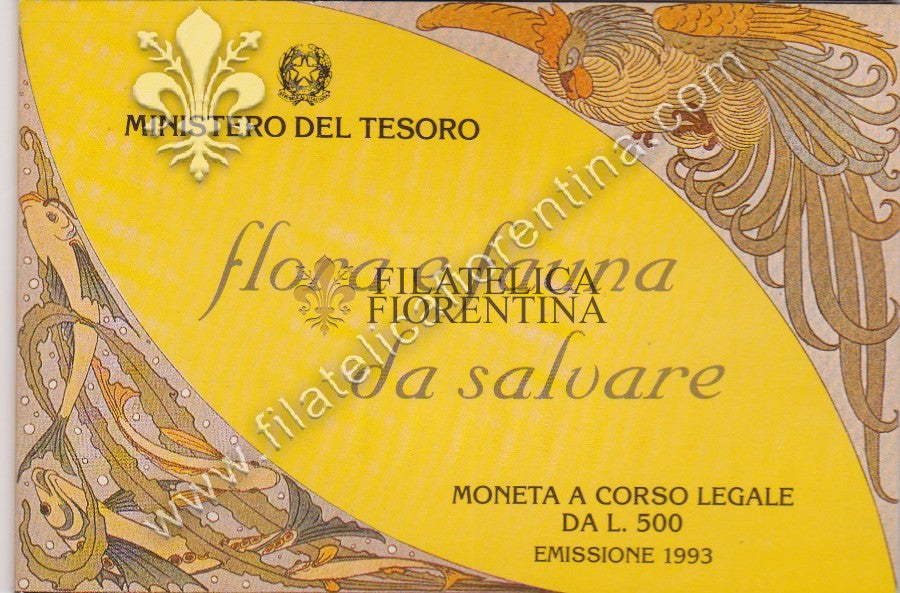 MINISTERO DEL TESORO
flora e fauna
FILATELICA
FIORENTINA
da salvare
www.filatelicafiorentina.com
MONETA A CORSO LEGALE
DA L. 500
EMISSIONE 1993